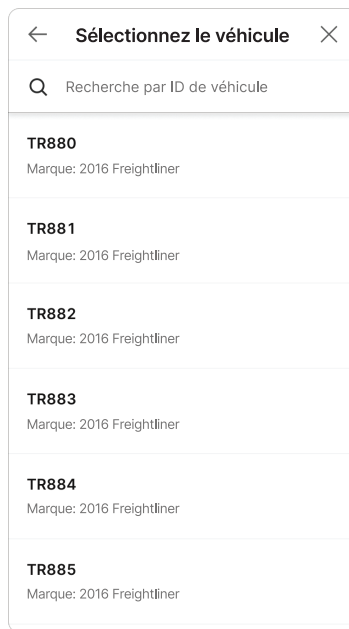 Sélectionnez le véhicule
Recherche par ID de véhicule
TR880
Marque: 2016 Freightliner
TR881
Marque: 2016 Freightliner
TR882
Marque: 2016 Freightliner
TR883
Marque: 2016 Freightliner
TR884
Marque: 2016 Freightliner
TR885
Marque: 2016 Freightliner